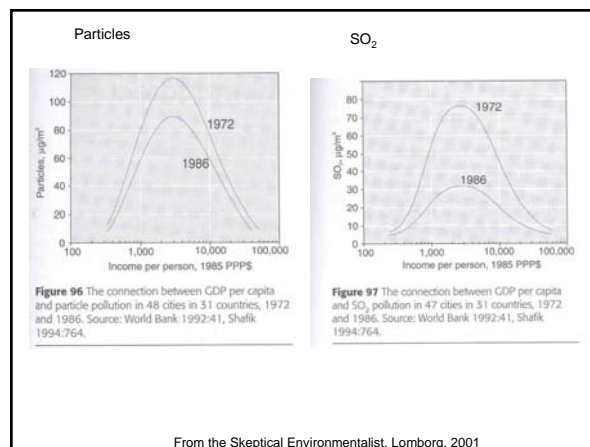 Particles
SO₂
120
100
80
60
40
20
0
Particles, µg/m³
1972
1986
100
1,000
10,000
100,000
Income per person, 1985 PPP$
Figure 96 The connection between GDP per capita
and particle pollution in 48 cities in 31 countries, 1972
and 1986. Source: World Bank 1992:41, Shafik
1994:764.
80
70
60
50
40
30
20
10
0
SO₂, µg/m³
1972
1986
100
1,000
10,000
100,000
Income per person, 1985 PPP$
Figure 97 The connection between GDP per capita
and SO₂ pollution in 47 cities in 31 countries, 1972
and 1986. Source: World Bank 1992:41, Shafik
1994:764.
From the Skeptical Environmentalist, Lomborg, 2001